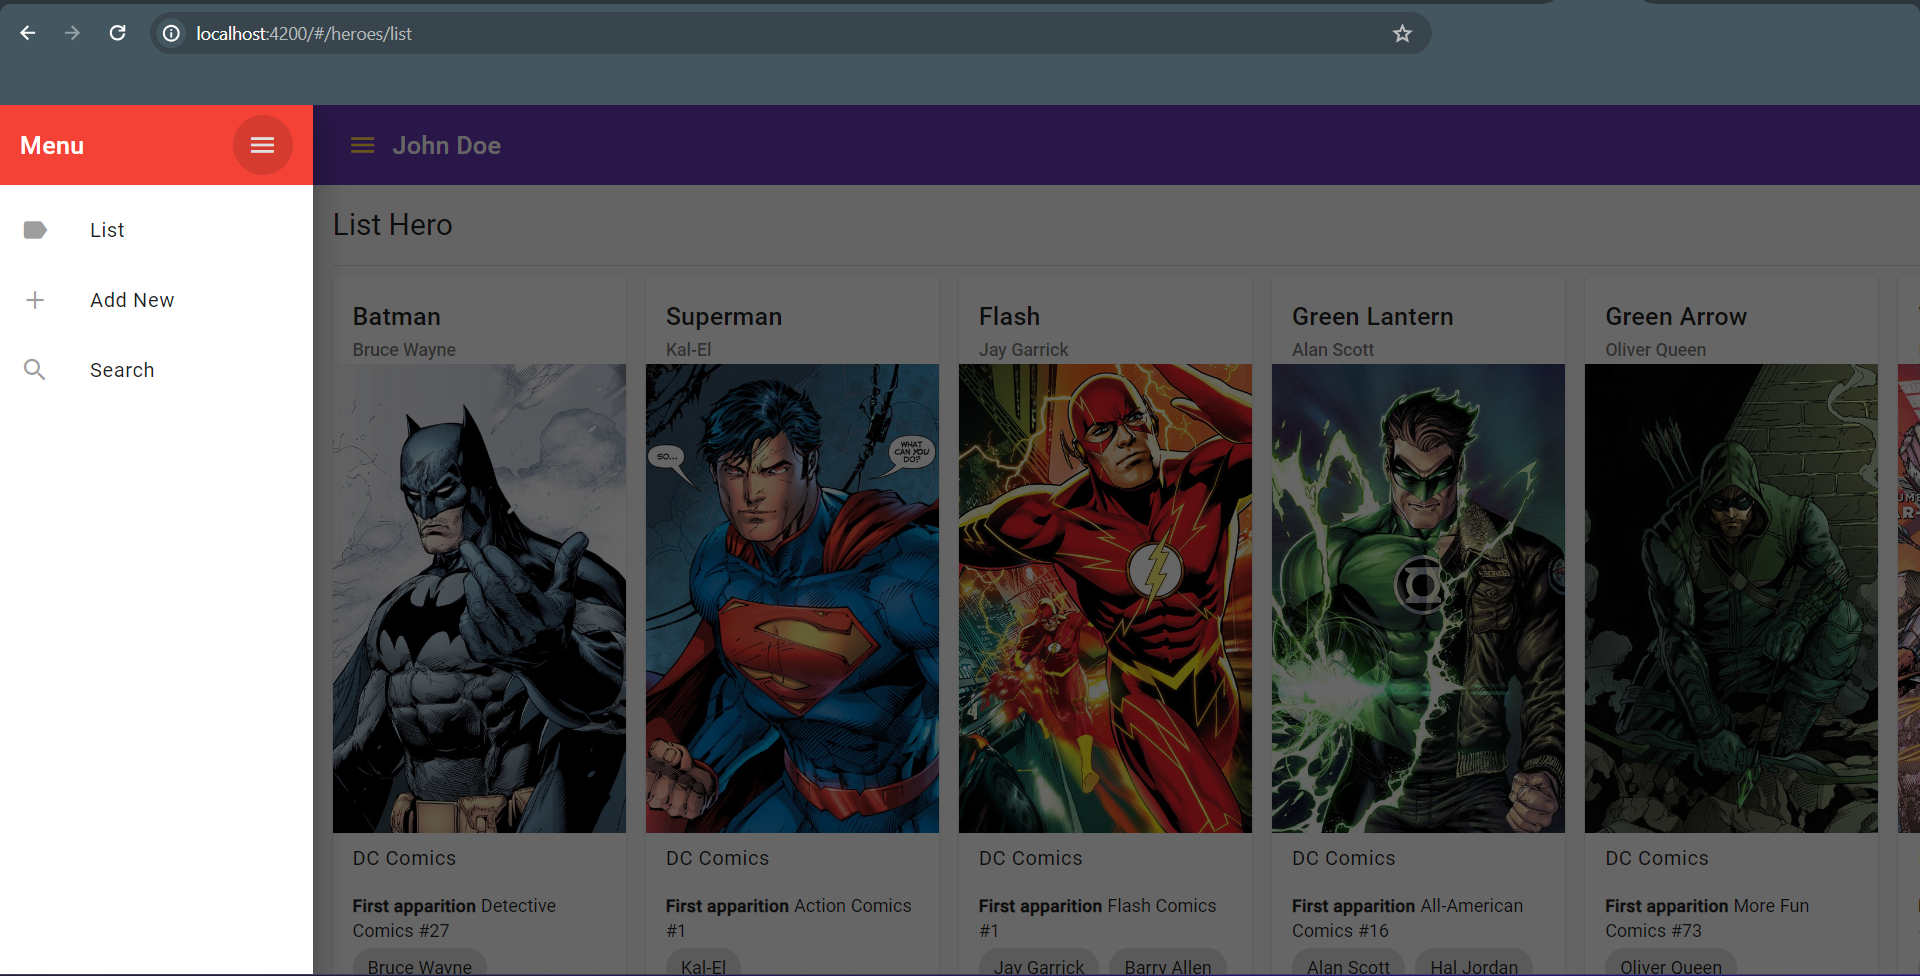 localhost:4200/#/heroes/list
Menu
John Doe
List
Add New
Search
List Hero
Batman
Bruce Wayne
DC Comics
First apparition Detective
Comics #27
Bruce Wayne
Superman
Kal-El
SO...
WHAT
CAN YOU
DO?
DC Comics
First apparition Action Comics
#1
Kal-El
Flash
Jay Garrick
DC Comics
First apparition Flash Comics
#1
Jay Garrick
Barry Allen
Green Lantern
Alan Scott
JORDAN
DC Comics
First apparition All-American
Comics #16
Alan Scott
Hal Jordan
Green Arrow
Oliver Queen
DC Comics
First apparition More Fun
Comics #73
Oliver Queen